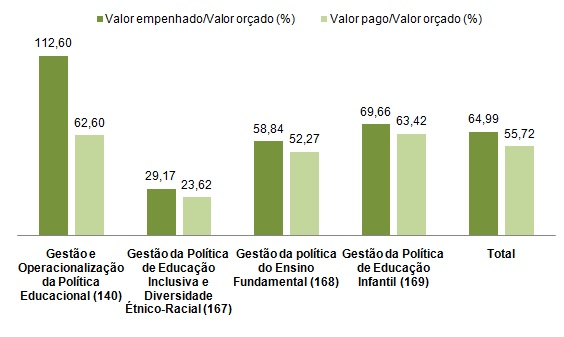 Valor empenhado/Valor orçado (%) Valor pago/Valor orçado (%)
112,60
62,60
29,17
23,62
58,84
52,27
69,66
63,42
64,99
55,72
Gestão e
Operacionalização
da Política
Educacional (140)
Gestão da Política
de Educação
Inclusiva e
Diversidade
Étnico-Racial (167)
Gestão da política
do Ensino
Fundamental (168)
Gestão da Política
de Educação
Infantil (169)
Total